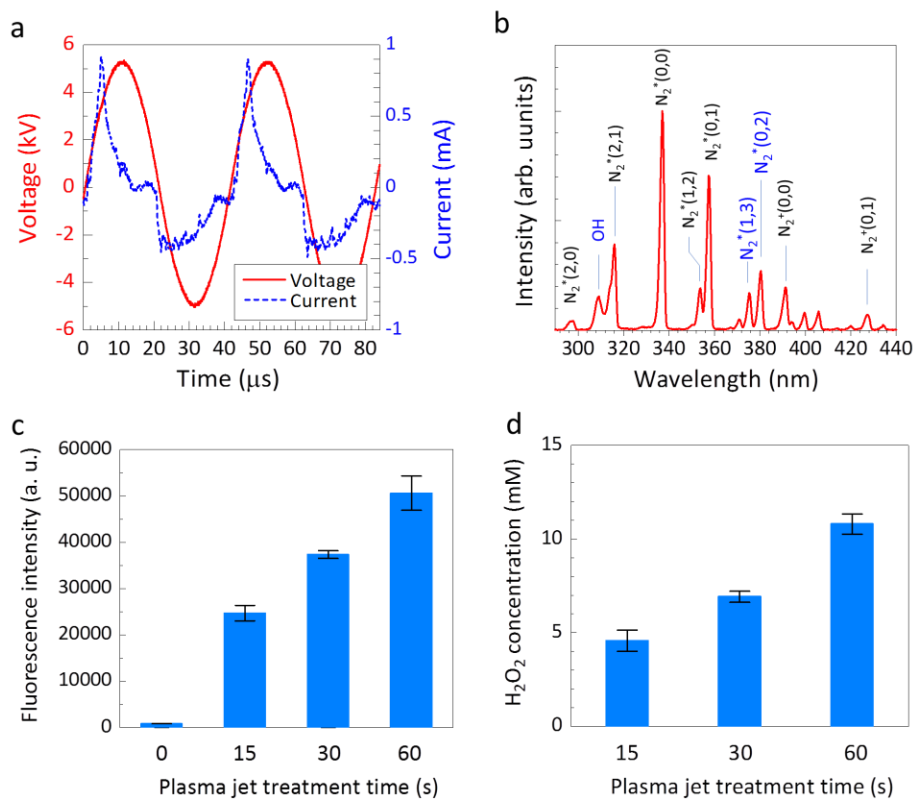 a
Voltage (kV)
6
4
2
0
-2
-4
-6
1
0.5
0
-0.5
-1
Current (mA)
Voltage
Current
0 10 20 30 40 50 60 70 80
Time (μs)
b
Intensity (arb. uunits)
N₂*(2,0)
OH
N₂*(2,1)
N₂*(0,0)
N₂*(1,2)
N₂*(0,1)
N₂*(1,3)
N₂*(0,2)
N₂⁺(0,0)
N₂⁺(0,1)
290 320 340 360 380 400 420 440
Wavelength (nm)
c
Fluorescence intensity (a. u.)
60000
50000
40000
30000
20000
10000
0
0 15 30 60
Plasma jet treatment time (s)
d
H₂O₂ concentration (mM)
15
10
5
0
15 30 60
Plasma jet treatment time (s)